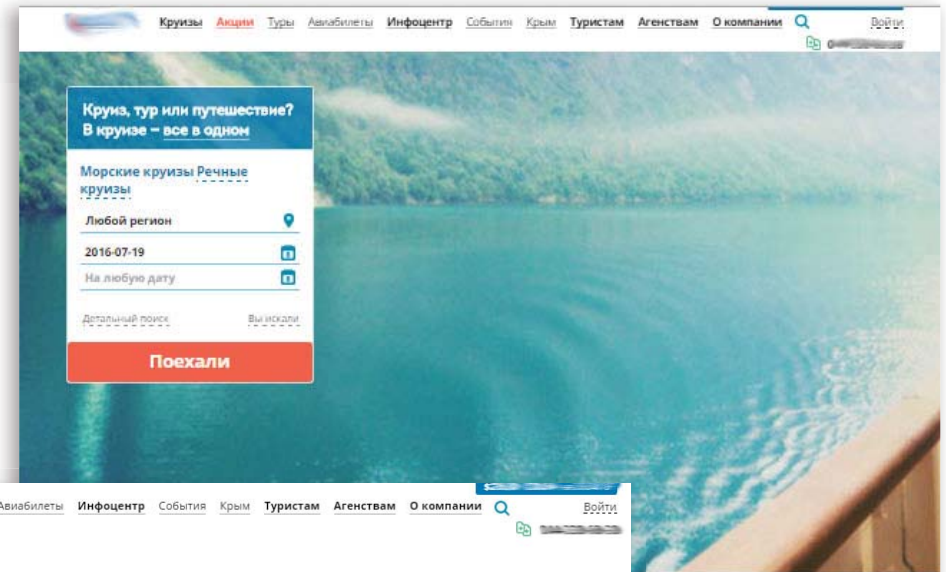 Круизы Акции Туры Авиабилеты Инфоцентр События Крым Туристам Агенствам О компании Войти
Круиз, тур или путешествие?
В круизе – все в одном
Морские круизы Речные
круизы
Любой регион
2016-07-19
На любую дату
Детальный поиск Вы искали
Поехали
Авиабилеты Инфоцентр События Крым Туристам Агенствам О компании Войти